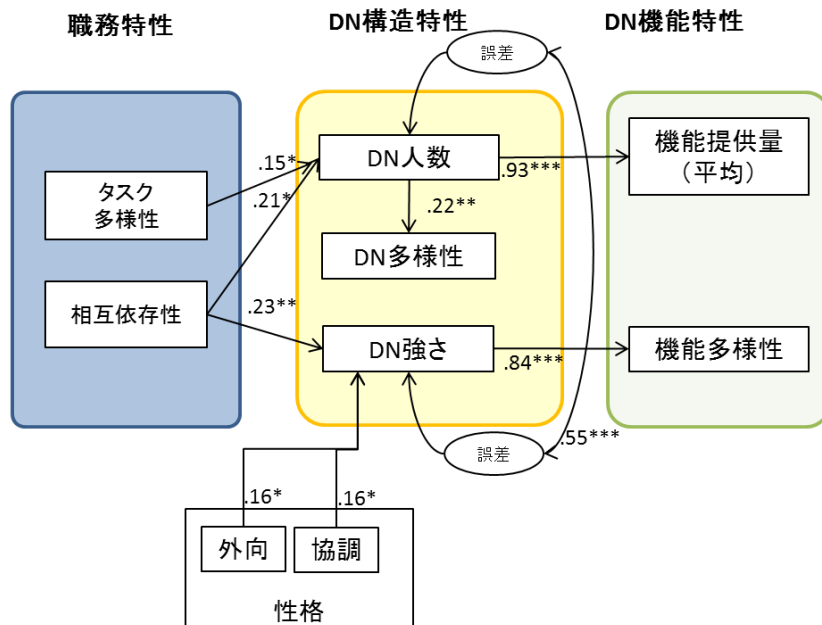 職務特性
DN構造特性
DN機能特性
誤差
DN人数
機能提供量
（平均）
.15*
.93***
タスク
多様性
.21*
.22**
DN多様性
相互依存性
.23**
DN強さ
機能多様性
.84***
.55***
誤差
.16*
.16*
外向
協調
性格